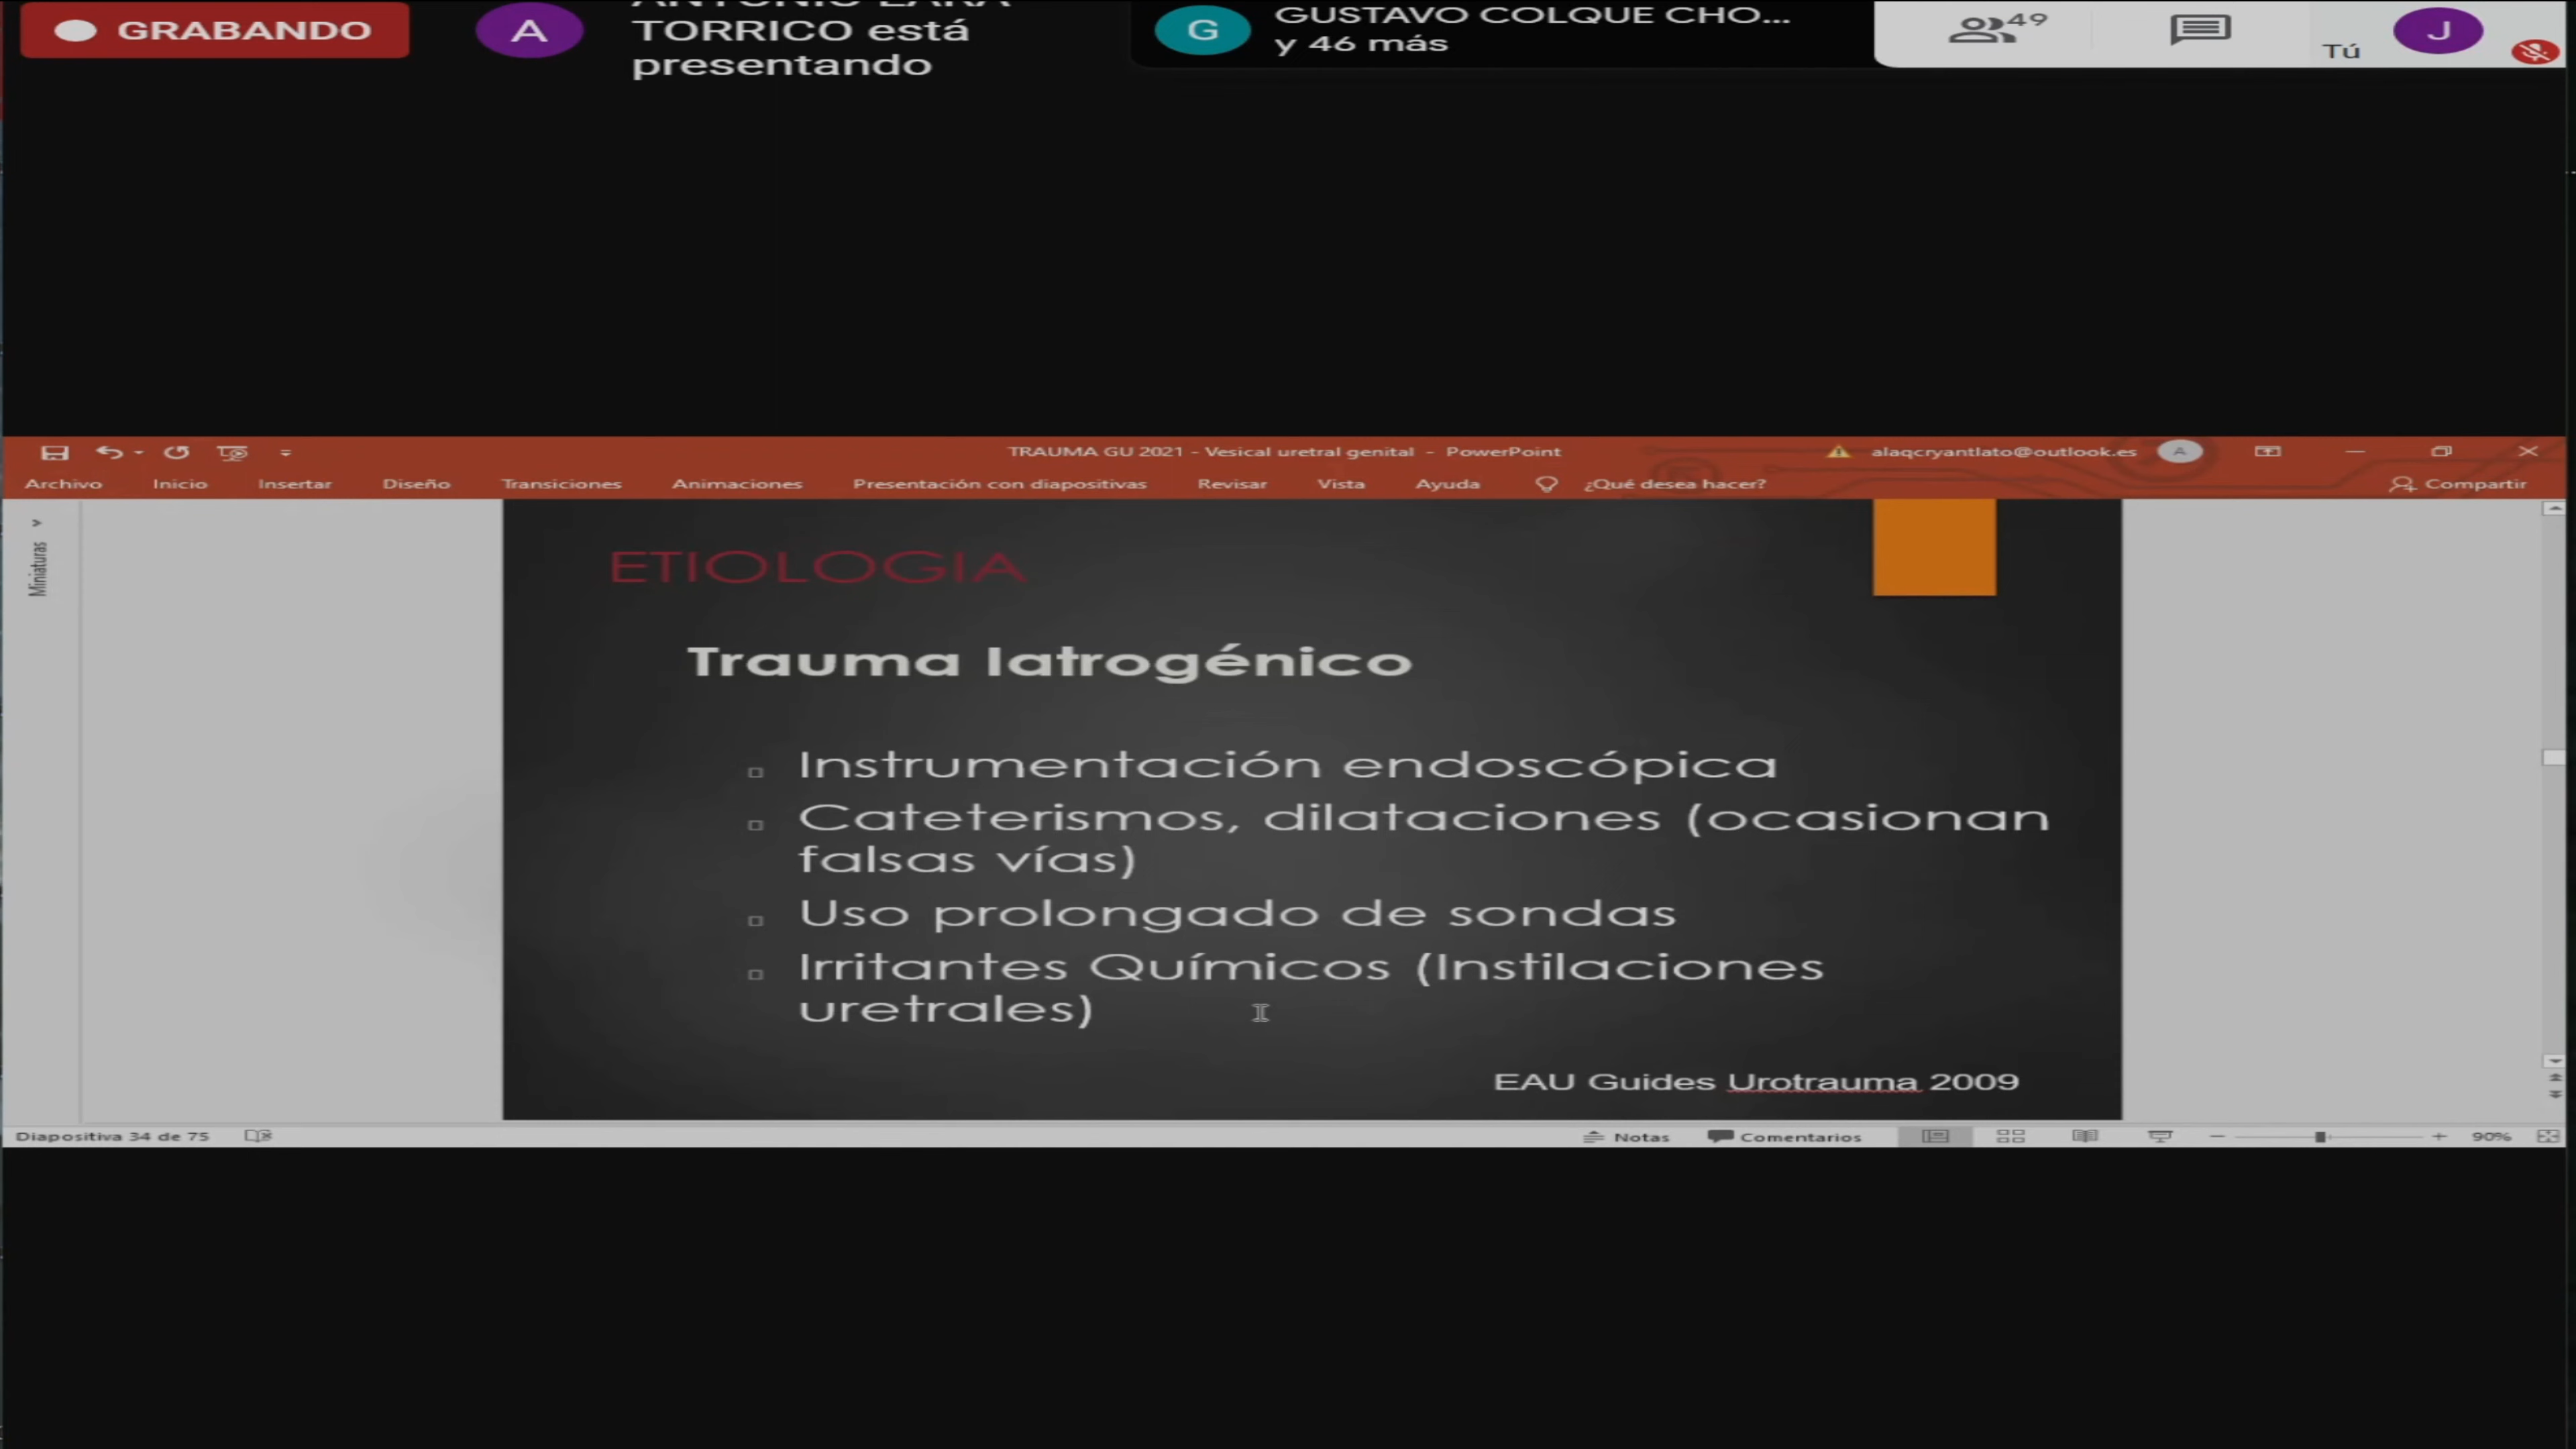 GRABANDO
A
TORRICO está
presentando
G
GUSTAVO COLQUE CHO...
y 46 más
49
Tú
J
TRAUMA GU 2021 - Vesical uretral genital - PowerPoint
alaqcryantlato@outlook.es
A
Archivo Inicio Insertar Diseño Transiciones Animaciones Presentación con diapositivas Revisar Vista Ayuda ¿Qué desea hacer? Compartir
Miniaturas
ETIOLOGIA
Trauma Iatrogénico
Instrumentación endoscópica
Cateterismos, dilataciones (ocasionan
falsas vías)
Uso prolongado de sondas
Irritantes Químicos (Instilaciones
uretrales)
EAU Guides Urotrauma 2009
Diapositiva 34 de 75
Notas Comentarios 90%